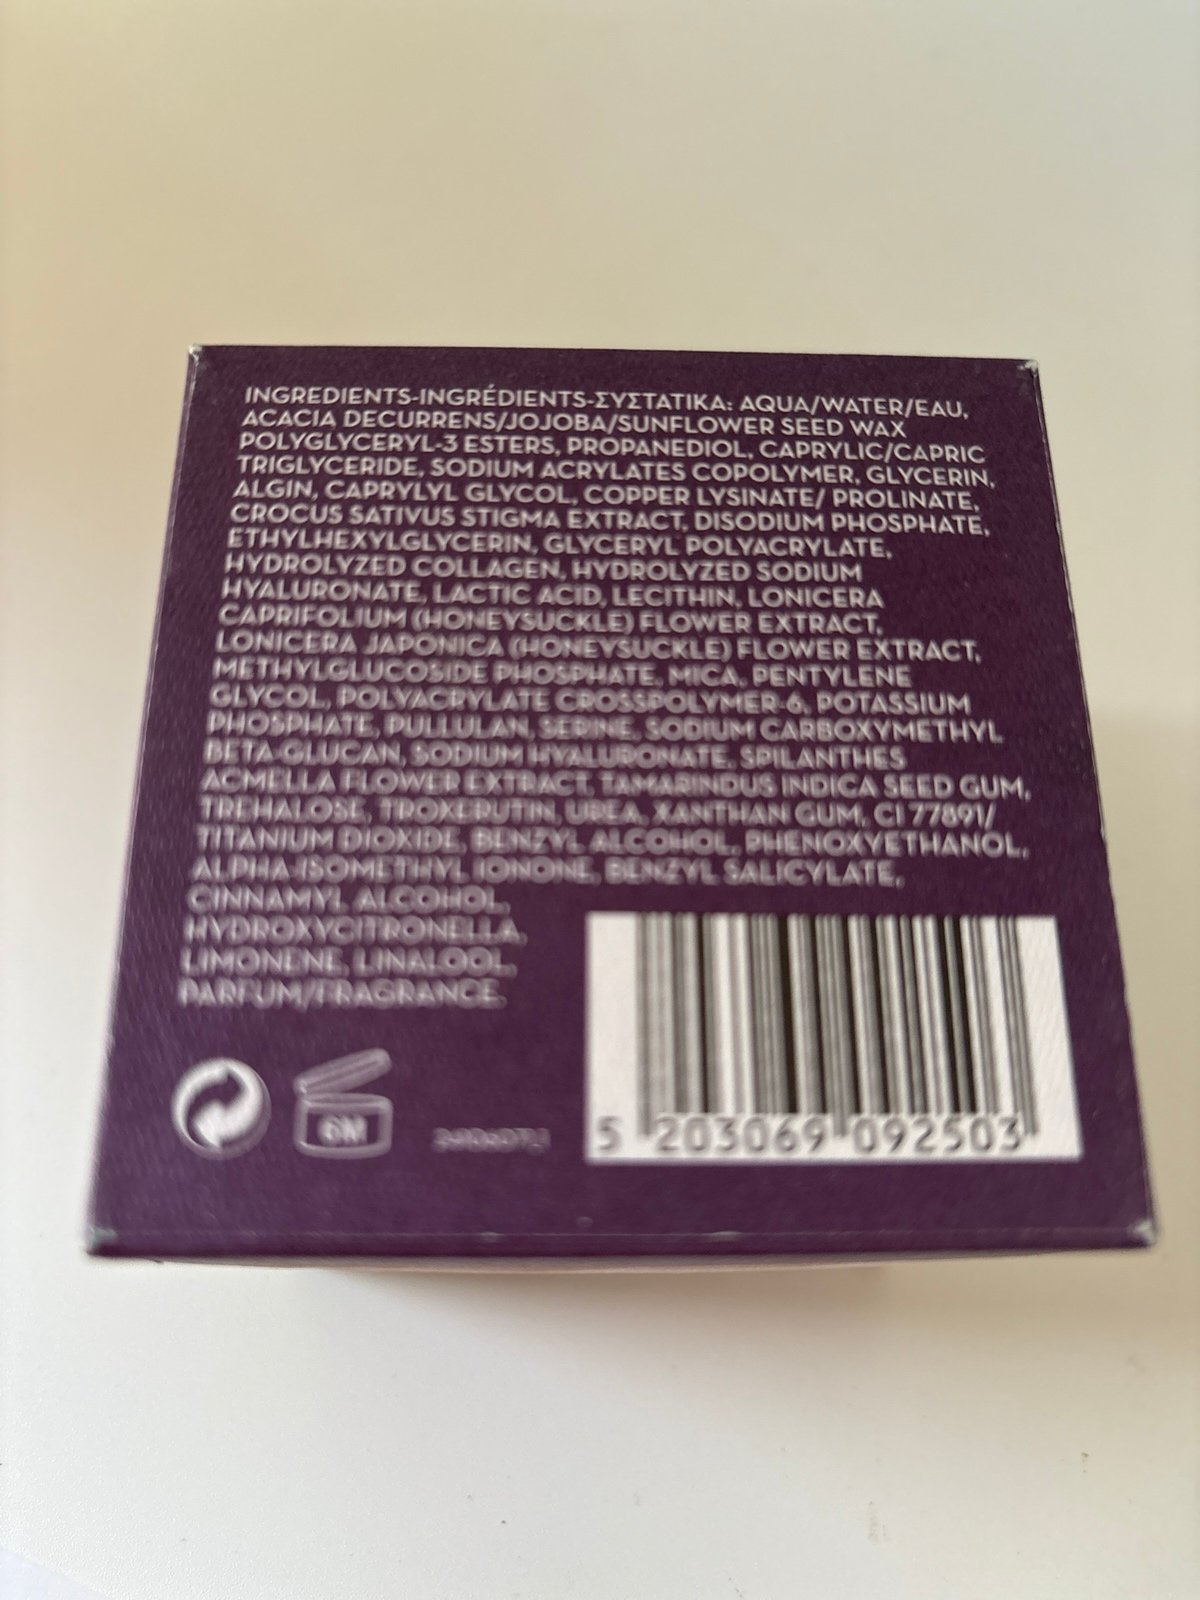 INGREDIENTS-INGRÉDIENTS-ΣΥΣΤΑΤΙΚΑ: AQUA/WATER/EAU,
ACACIA DECURRENS/JOJOBA/SUNFLOWER SEED WAX
POLYGLYCERYL-3 ESTERS, PROPANEDIOL, CAPRYLIC/CAPRIC
TRIGLYCERIDE, SODIUM ACRYLATES COPOLYMER, GLYCERIN,
ALGIN, CAPRYLYL GLYCOL, COPPER LYSINATE/ PROLINATE,
CROCUS SATIVUS STIGMA EXTRACT, DISODIUM PHOSPHATE,
ETHYLHEXYLGLYCERIN, GLYCERYL POLYACRYLATE,
HYDROLYZED COLLAGEN, HYDROLYZED SODIUM
HYALURONATE, LACTIC ACID, LECITHIN, LONICERA
CAPRIFOLIUM (HONEYSUCKLE) FLOWER EXTRACT,
LONICERA JAPONICA (HONEYSUCKLE) FLOWER EXTRACT,
METHYLGLUCOSIDE PHOSPHATE, MICA, PENTYLENE
GLYCOL, POLYACRYLATE CROSSPOLYMER-6, POTASSIUM
PHOSPHATE, PULLULAN, SERINE, SODIUM CARBOXYMETHYL
BETA-GLUCAN, SODIUM HYALURONATE, SPILANTHES
ACMELLA FLOWER EXTRACT, TAMARINDUS INDICA SEED GUM,
TREHALOSE, TROXERUTIN, UREA, XANTHAN GUM, CI 77891/
TITANIUM DIOXIDE, BENZYL ALCOHOL, PHENOXYETHANOL,
ALPHA-ISOMETHYL IONONE, BENZYL SALICYLATE,
CINNAMYL ALCOHOL,
HYDROXYCITRONELLA,
LIMONENE, LINALOOL,
PARFUM/FRAGRANCE.
6M
5 203069 092503